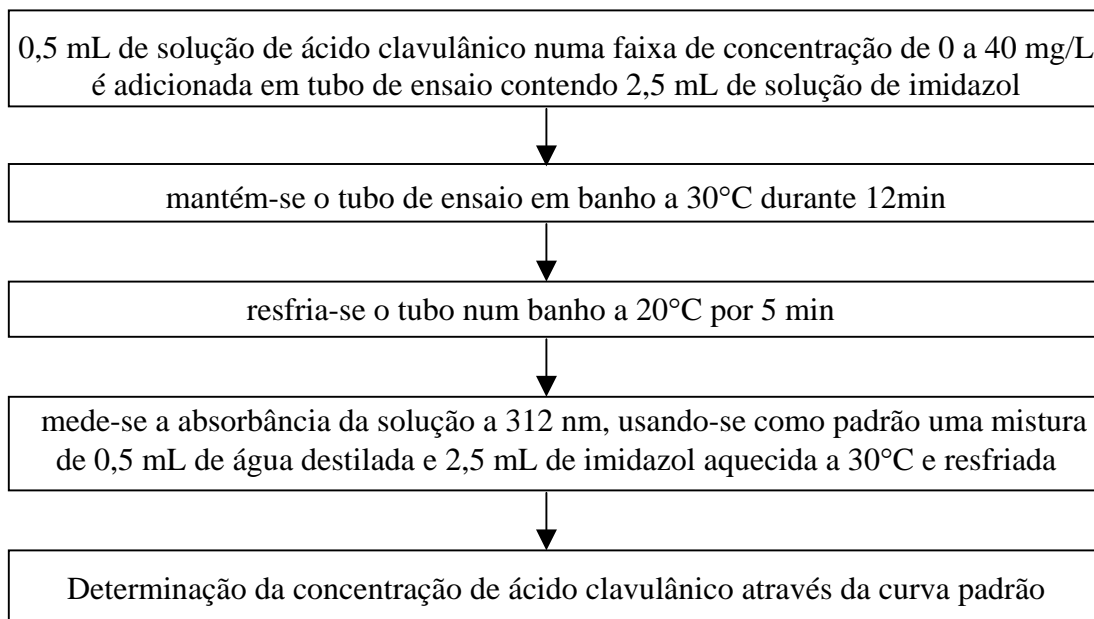 0,5 mL de solução de ácido clavulânico numa faixa de concentração de 0 a 40 mg/L
é adicionada em tubo de ensaio contendo 2,5 mL de solução de imidazol
mantém-se o tubo de ensaio em banho a 30°C durante 12min
resfria-se o tubo num banho a 20°C por 5 min
mede-se a absorbância da solução a 312 nm, usando-se como padrão uma mistura
de 0,5 mL de água destilada e 2,5 mL de imidazol aquecida a 30°C e resfriada
Determinação da concentração de ácido clavulânico através da curva padrão